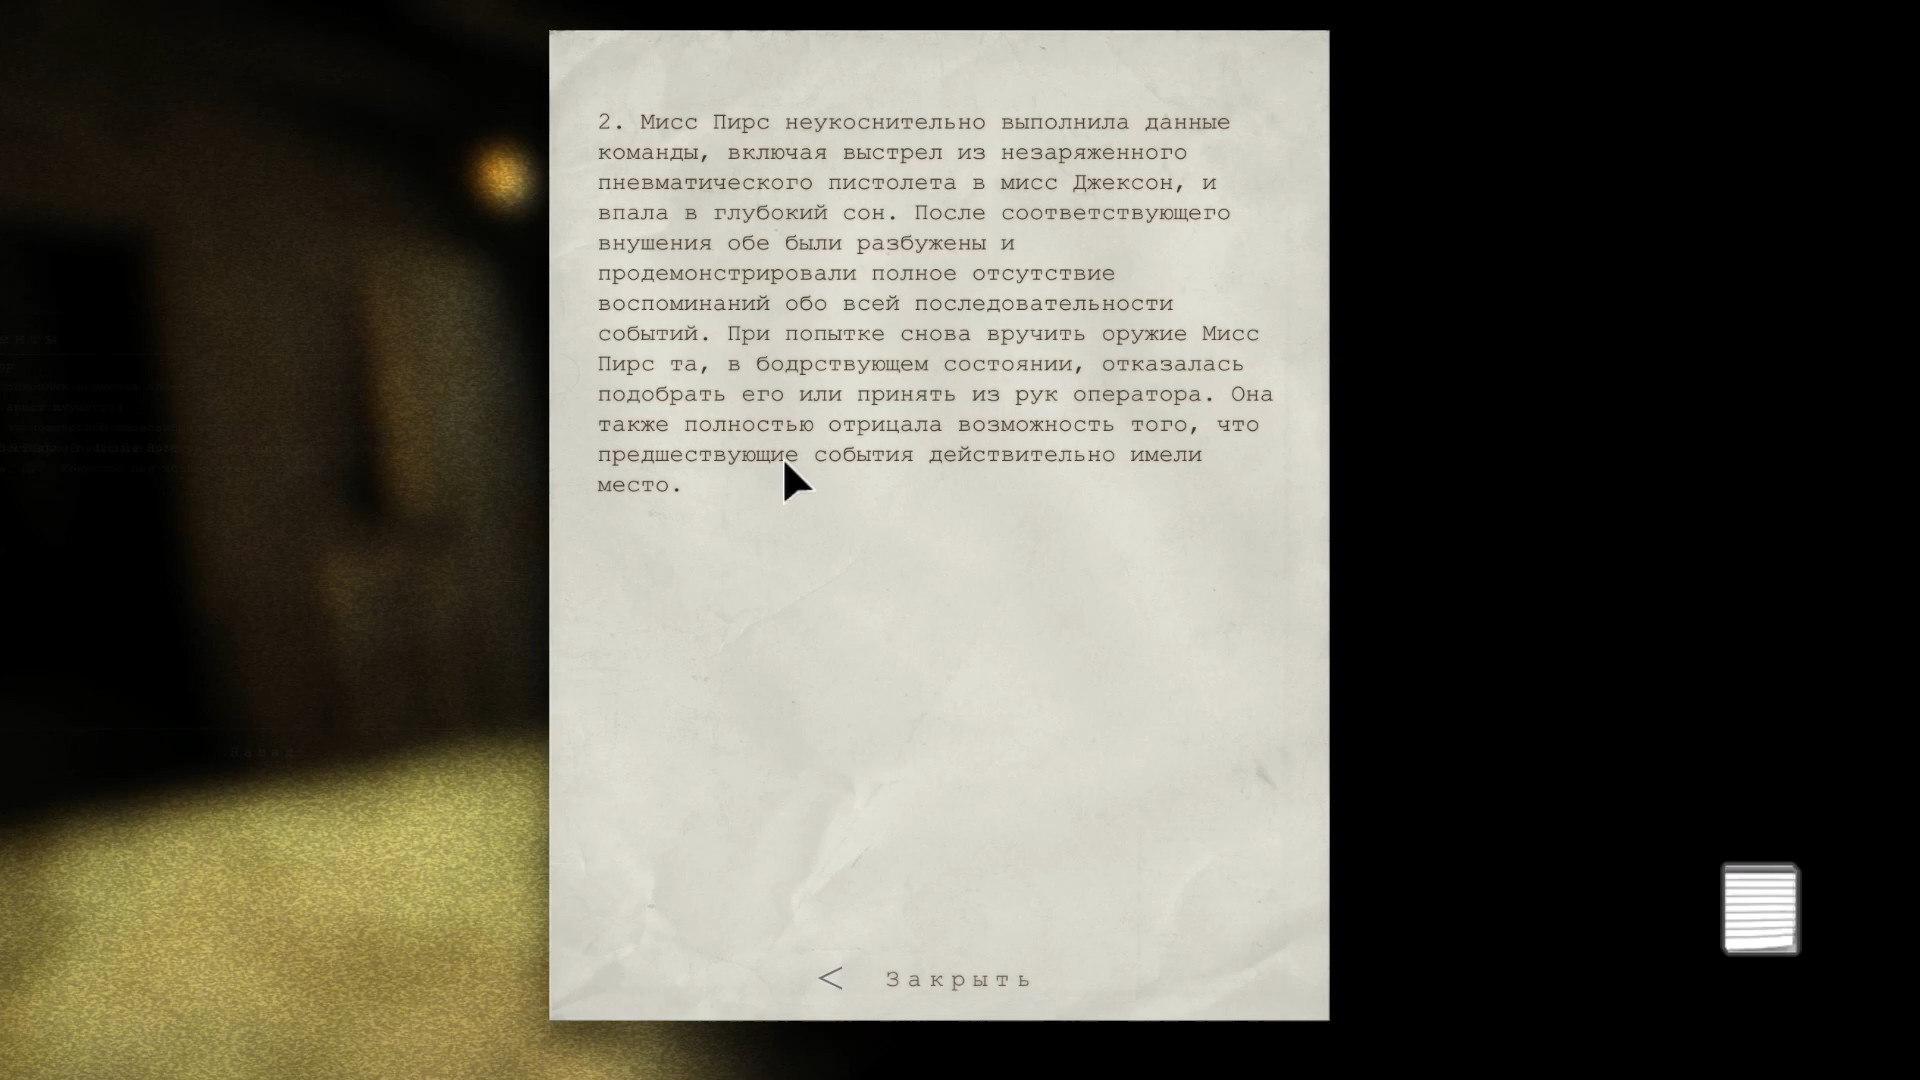 2. Мисс Пирс неукоснительно выполнила данные
команды, включая выстрел из незаряженного
пневматического пистолета в мисс Джексон, и
впала в глубокий сон. После соответствующего
внушения обе были разбужены и
продемонстрировали полное отсутствие
воспоминаний обо всей последовательности
событий. При попытке снова вручить оружие Мисс
Пирс та, в бодрствующем состоянии, отказалась
подобрать его или принять из рук оператора. Она
также полностью отрицала возможность того, что
предшествующие события действительно имели
место.
< Закрыть